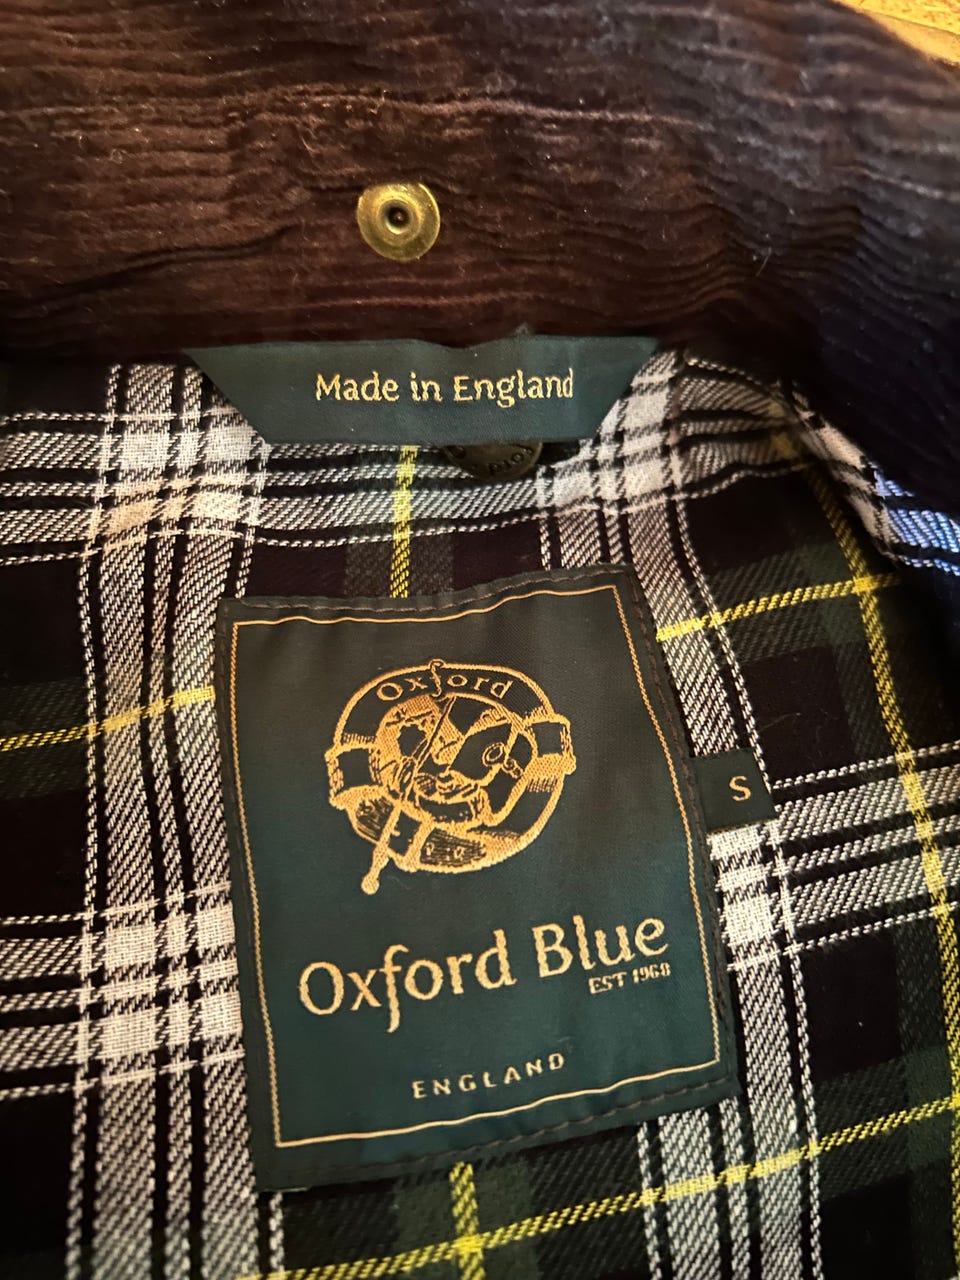 Made in England
Oxford
S
Oxford Blue
EST 1968
ENGLAND